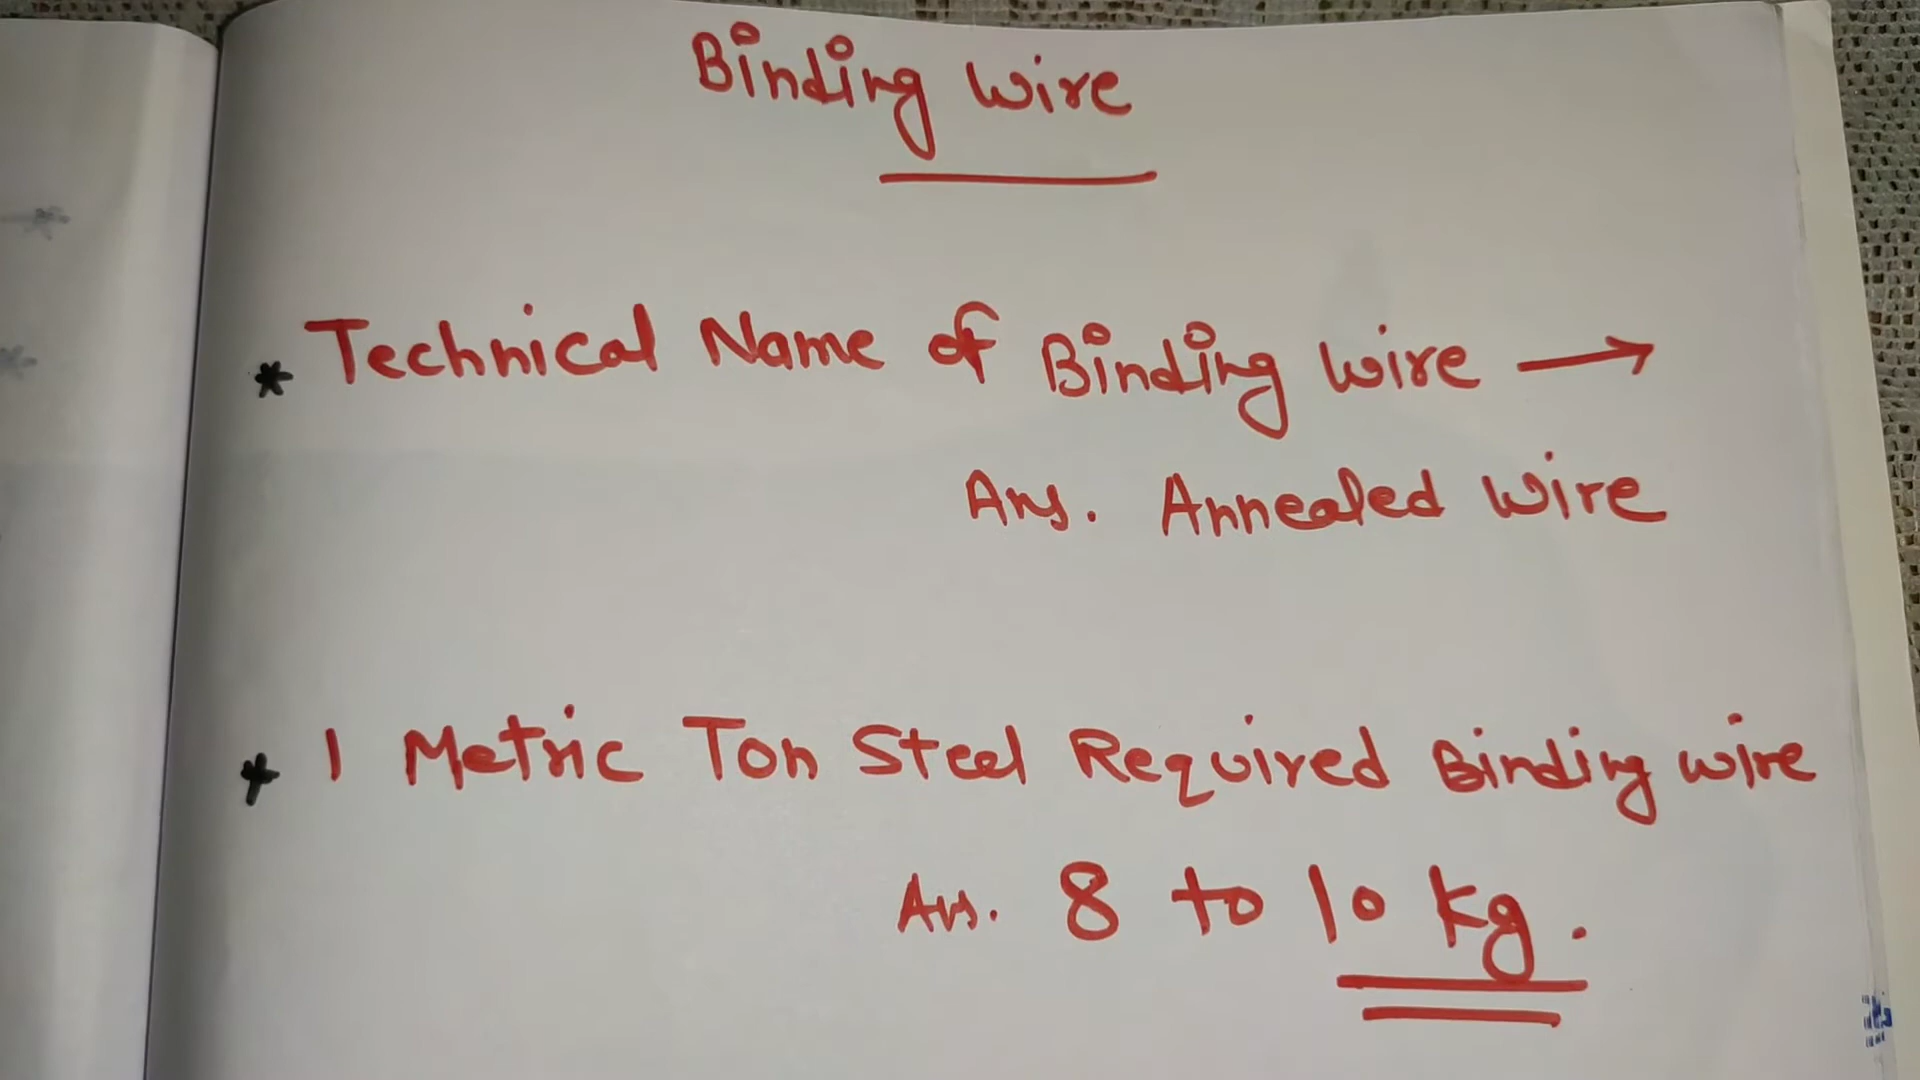 Binding wire
* Technical Name of Binding wire →
Ans. Annealed wire
* 1 Metric Ton Steel Required Binding wire
Ans. 8 to 10 kg.